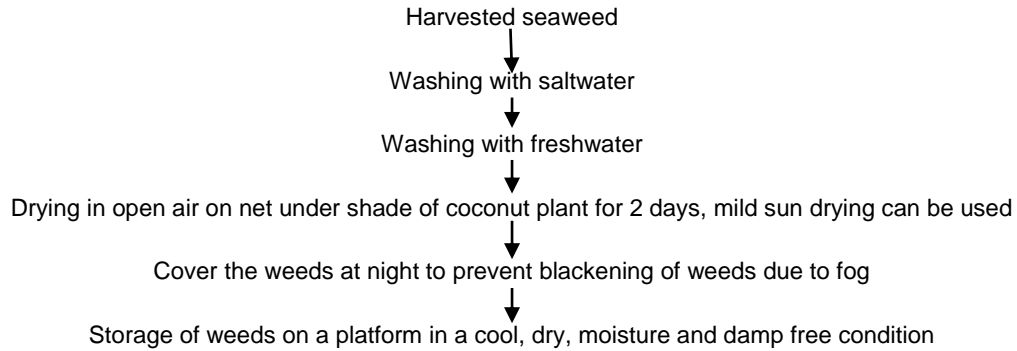 Harvested seaweed
Washing with saltwater
Washing with freshwater
Drying in open air on net under shade of coconut plant for 2 days, mild sun drying can be used
Cover the weeds at night to prevent blackening of weeds due to fog
Storage of weeds on a platform in a cool, dry, moisture and damp free condition